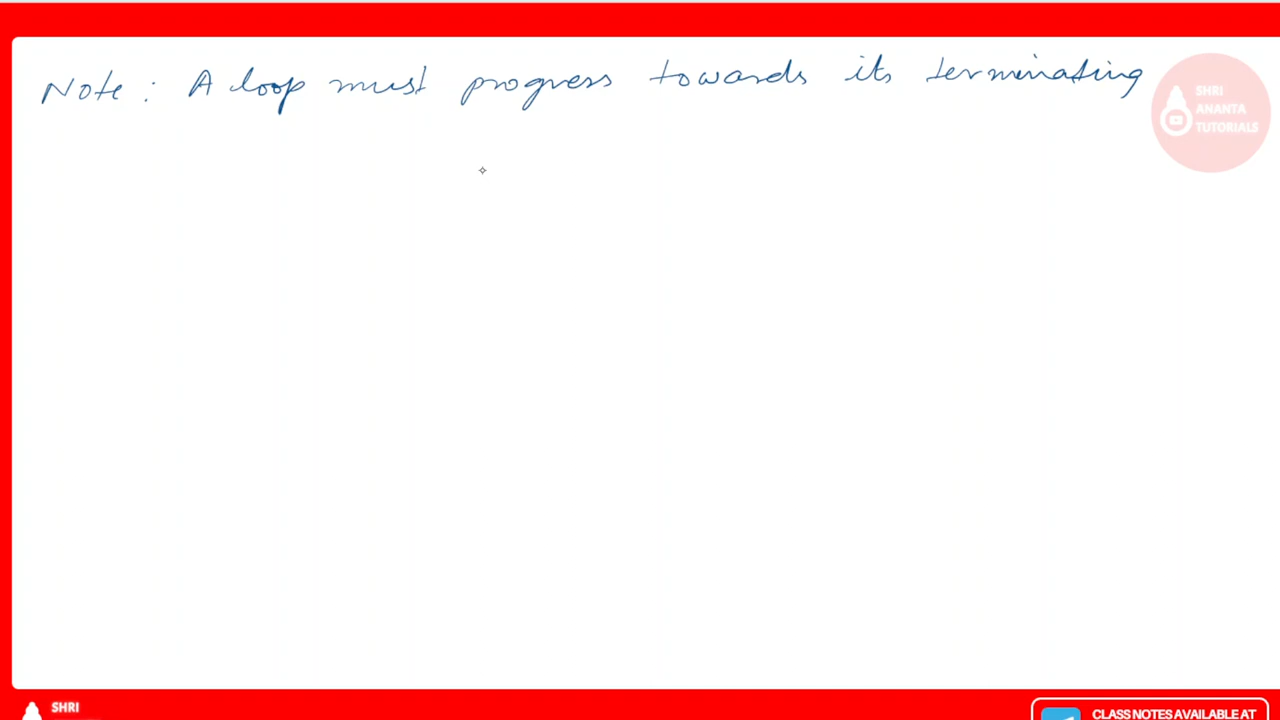 Note: A loop must progress towards its terminating
SHRI
ANANTA
TUTORIALS
SHRI
CLASS NOTES AVAILABLE AT